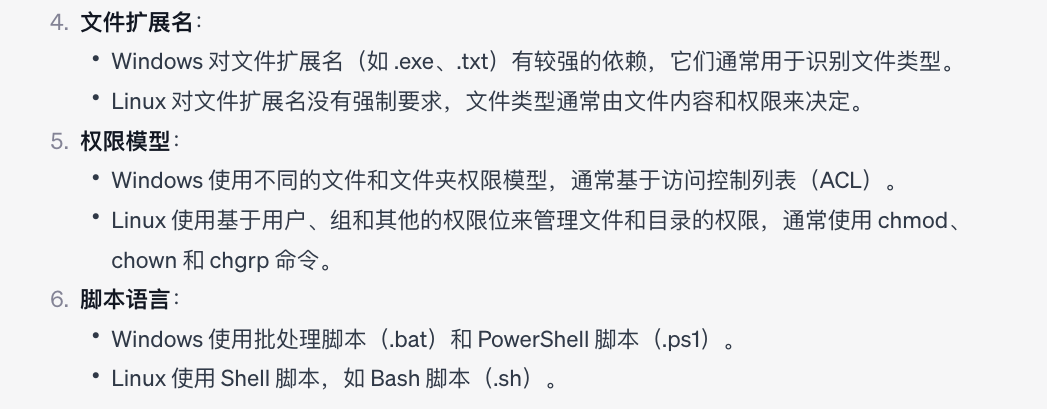 4. 文件扩展名：
• Windows 对文件扩展名（如 .exe、.txt）有较强的依赖，它们通常用于识别文件类型。
• Linux 对文件扩展名没有强制要求，文件类型通常由文件内容和权限来决定。
5. 权限模型：
• Windows 使用不同的文件和文件夹权限模型，通常基于访问控制列表（ACL）。
• Linux 使用基于用户、组和其他的权限位来管理文件和目录的权限，通常使用 chmod、
chown 和 chgrp 命令。
6. 脚本语言：
• Windows 使用批处理脚本（.bat）和 PowerShell 脚本（.ps1）。
• Linux 使用 Shell 脚本，如 Bash 脚本（.sh）。